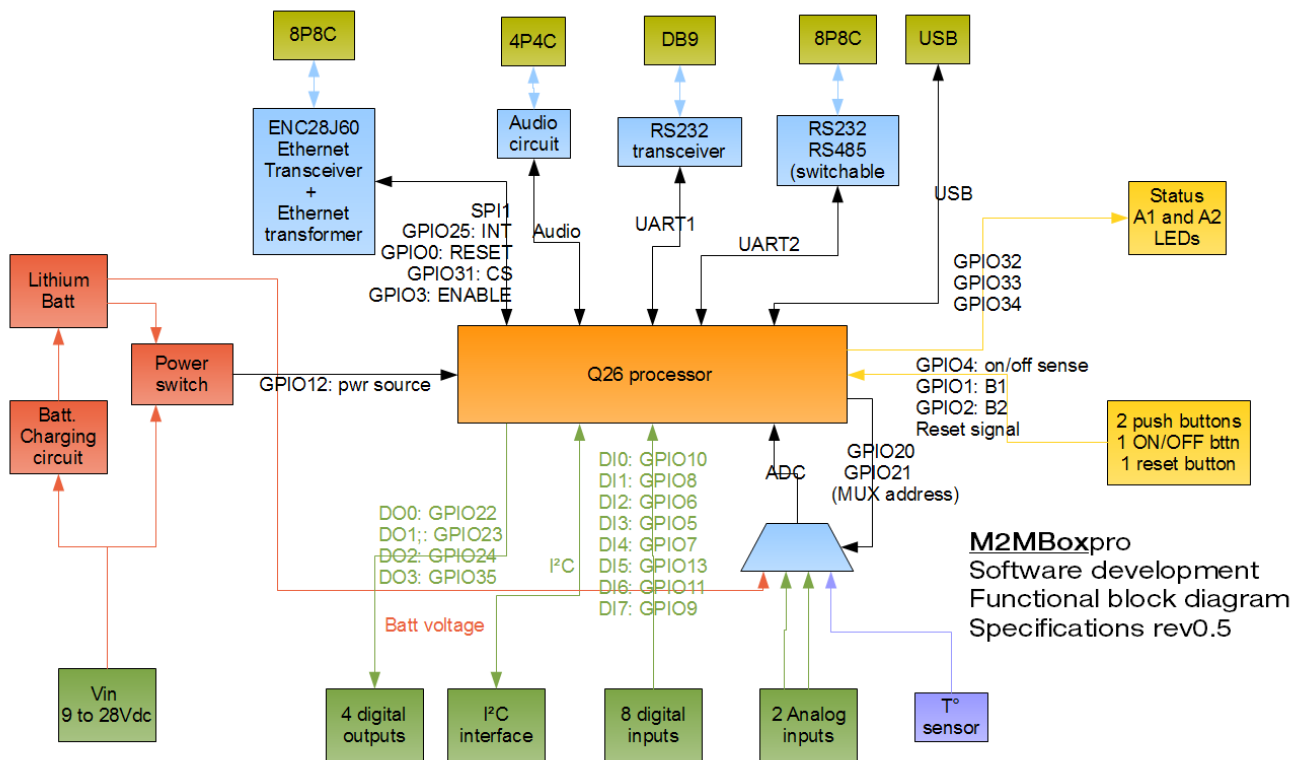 8P8C
4P4C
DB9
8P8C
USB
ENC28J60
Ethernet
Transceiver
+
Ethernet
transformer
Audio
circuit
RS232
transceiver
RS232
RS485
(switchable
Status
A1 and A2
LEDs
SPI1
GPIO25: INT
GPIO0: RESET
GPIO31: CS
GPIO3: ENABLE
Audio
UART1
UART2
USB
GPIO32
GPIO33
GPIO34
Lithium
Batt
Power
switch
GPIO12: pwr source
Q26 processor
GPIO4: on/off sense
GPIO1: B1
GPIO2: B2
Reset signal
Batt.
Charging
circuit
2 push buttons
1 ON/OFF bttn
1 reset button
GPIO20
GPIO21
(MUX address)
ADC
DO0: GPIO22
DO1;: GPIO23
DO2: GPIO24
DO3: GPIO35
I²C
DI0: GPIO10
DI1: GPIO8
DI2: GPIO6
DI3: GPIO5
DI4: GPIO7
DI5: GPIO13
DI6: GPIO11
DI7: GPIO9
Batt voltage
M2MBoxpro
Software development
Functional block diagram
Specifications rev0.5
Vin
9 to 28Vdc
4 digital
outputs
I²C
interface
8 digital
inputs
2 Analog
inputs
T°
sensor